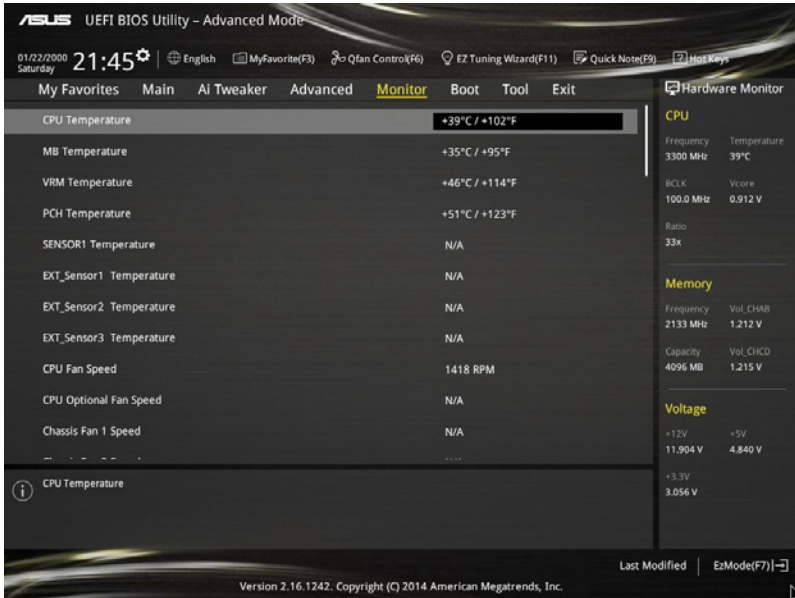 ASUS UEFI BIOS Utility – Advanced Mode
01/22/2000
Saturday
21:45
English MyFavorite(F3) Qfan Control(F6) EZ Tuning Wizard(F11) Quick Note(F9) ? Hot Keys
My Favorites Main Ai Tweaker Advanced Monitor Boot Tool Exit
CPU Temperature +39°C / +102°F
MB Temperature +35°C / +95°F
VRM Temperature +46°C / +114°F
PCH Temperature +51°C / +123°F
SENSOR1 Temperature N/A
EXT_Sensor1 Temperature N/A
EXT_Sensor2 Temperature N/A
EXT_Sensor3 Temperature N/A
CPU Fan Speed 1418 RPM
CPU Optional Fan Speed N/A
Chassis Fan 1 Speed N/A
CPU Temperature
Hardware Monitor
CPU
Frequency Temperature
3300 MHz 39°C
BCLK Vcore
100.0 MHz 0.912 V
Ratio
33x
Memory
Frequency Vol_CHAB
2133 MHz 1.212 V
Capacity Vol_CHCD
4096 MB 1.215 V
Voltage
+12V +5V
11.904 V 4.840 V
+3.3V
3.056 V
Last Modified EzMode(F7)
Version 2.16.1242. Copyright (C) 2014 American Megatrends, Inc.